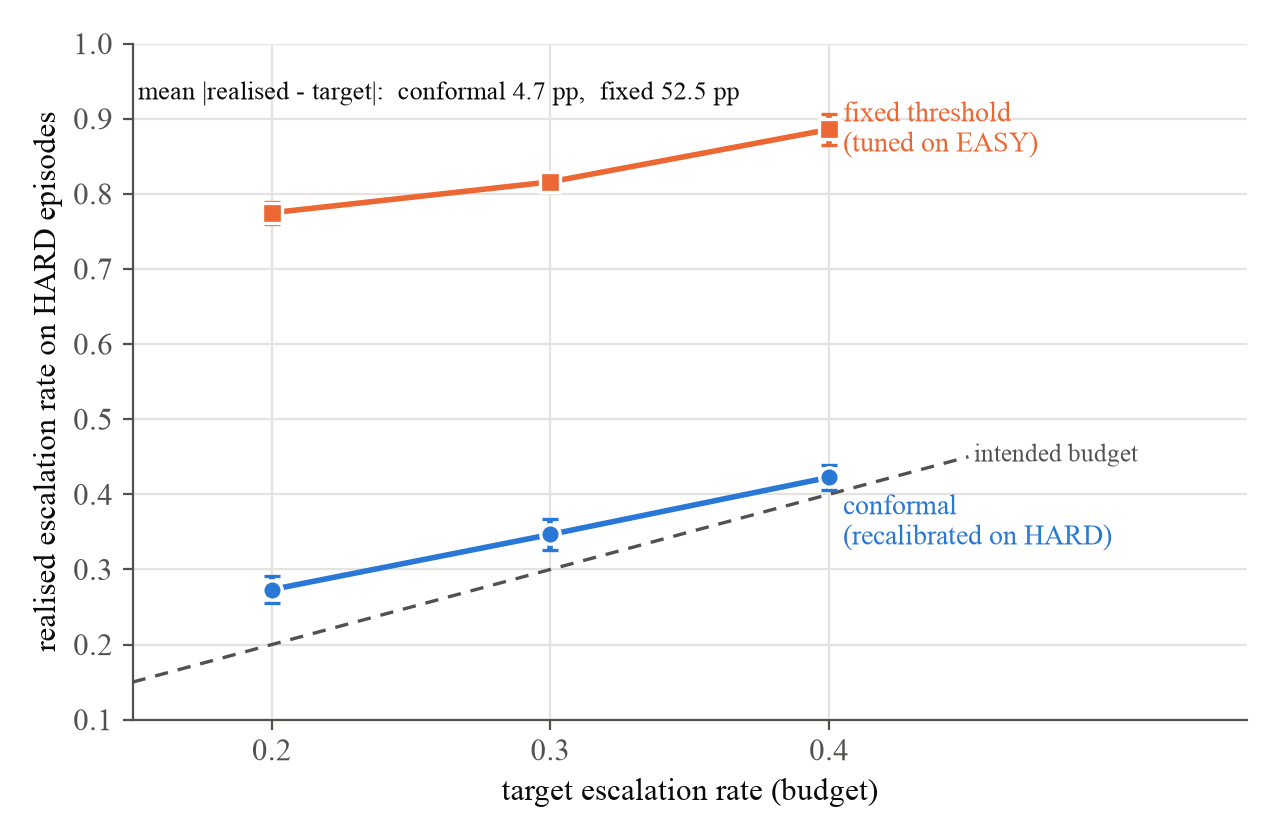 1.0
mean |realised - target|:  conformal 4.7 pp,  fixed 52.5 pp
0.9
fixed threshold
(tuned on EASY)
0.8
0.7
0.6
0.5
intended budget
0.4
conformal
(recalibrated on HARD)
0.3
0.2
0.1
realised escalation rate on HARD episodes
0.2
0.3
0.4
target escalation rate (budget)